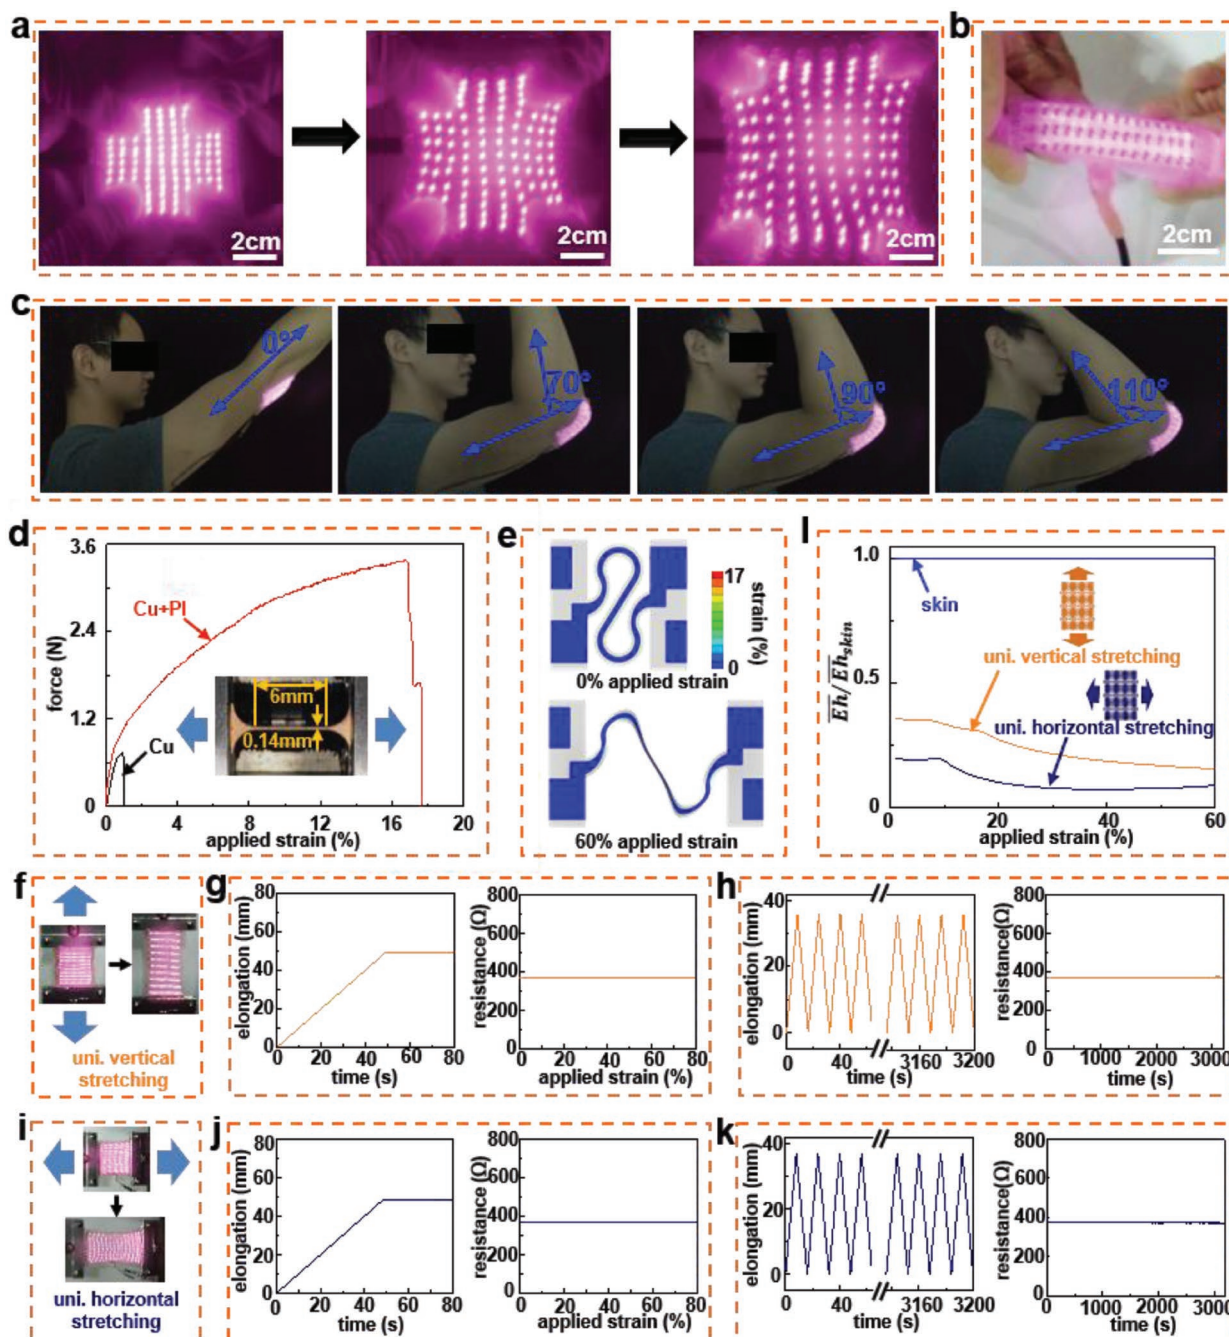 a
2cm
2cm
2cm
b
2cm
c
0°
70°
90°
110°
d
3.6
2.4
1.2
0
force (N)
Cu+PI
Cu
6mm
0.14mm
0 4 8 12 16 20
applied strain (%)
e
17
0
strain (%)
0% applied strain
60% applied strain
l
1.0
0.5
0
Eh/Eh skin
skin
uni. vertical stretching
uni. horizontal stretching
0 20 40 60
applied strain (%)
f
uni. vertical
stretching
g
80
60
40
20
0
elongation (mm)
0 20 40 60 80
time (s)
800
600
400
200
0
resistance (Ω)
0 20 40 60 80
applied strain (%)
h
40
20
0
elongation (mm)
0 40 3160 3200
time (s)
800
600
400
200
0
resistance(Ω)
0 1000 2000 3000
time (s)
i
uni. horizontal
stretching
j
80
60
40
20
0
elongation (mm)
0 20 40 60 80
time (s)
800
600
400
200
0
resistance (Ω)
0 20 40 60 80
applied strain (%)
k
40
20
0
elongation (mm)
0 40 3160 3200
time (s)
800
600
400
200
0
resistance(Ω)
0 1000 2000 3000
time (s)